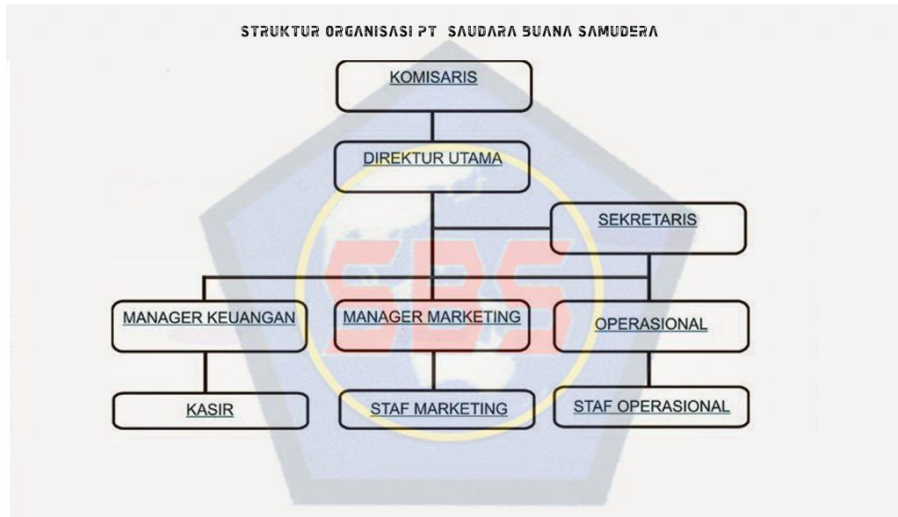 STRUKTUR ORGANISASI PT SAUDARA BUANA SAMUDERA
KOMISARIS
DIREKTUR UTAMA
SEKRETARIS
MANAGER KEUANGAN
MANAGER MARKETING
OPERASIONAL
KASIR
STAF MARKETING
STAF OPERASIONAL
SBS